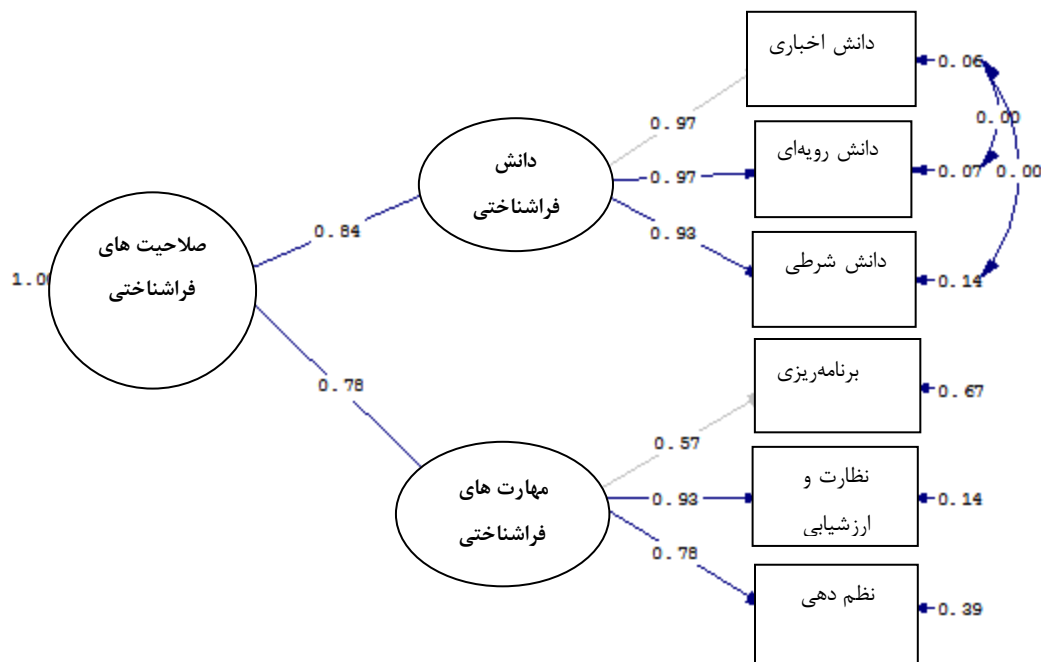 دانش اخباری
0.06
0.97
0.00
دانش
فراشناختی
0.97
دانش رویه‌ای
0.07
0.00
0.93
صلاحیت های
فراشناختی
1.00
0.84
دانش شرطی
0.14
0.78
برنامه‌ریزی
0.67
0.57
مهارت های
فراشناختی
0.93
نظارت و
ارزشیابی
0.14
0.78
نظم دهی
0.39